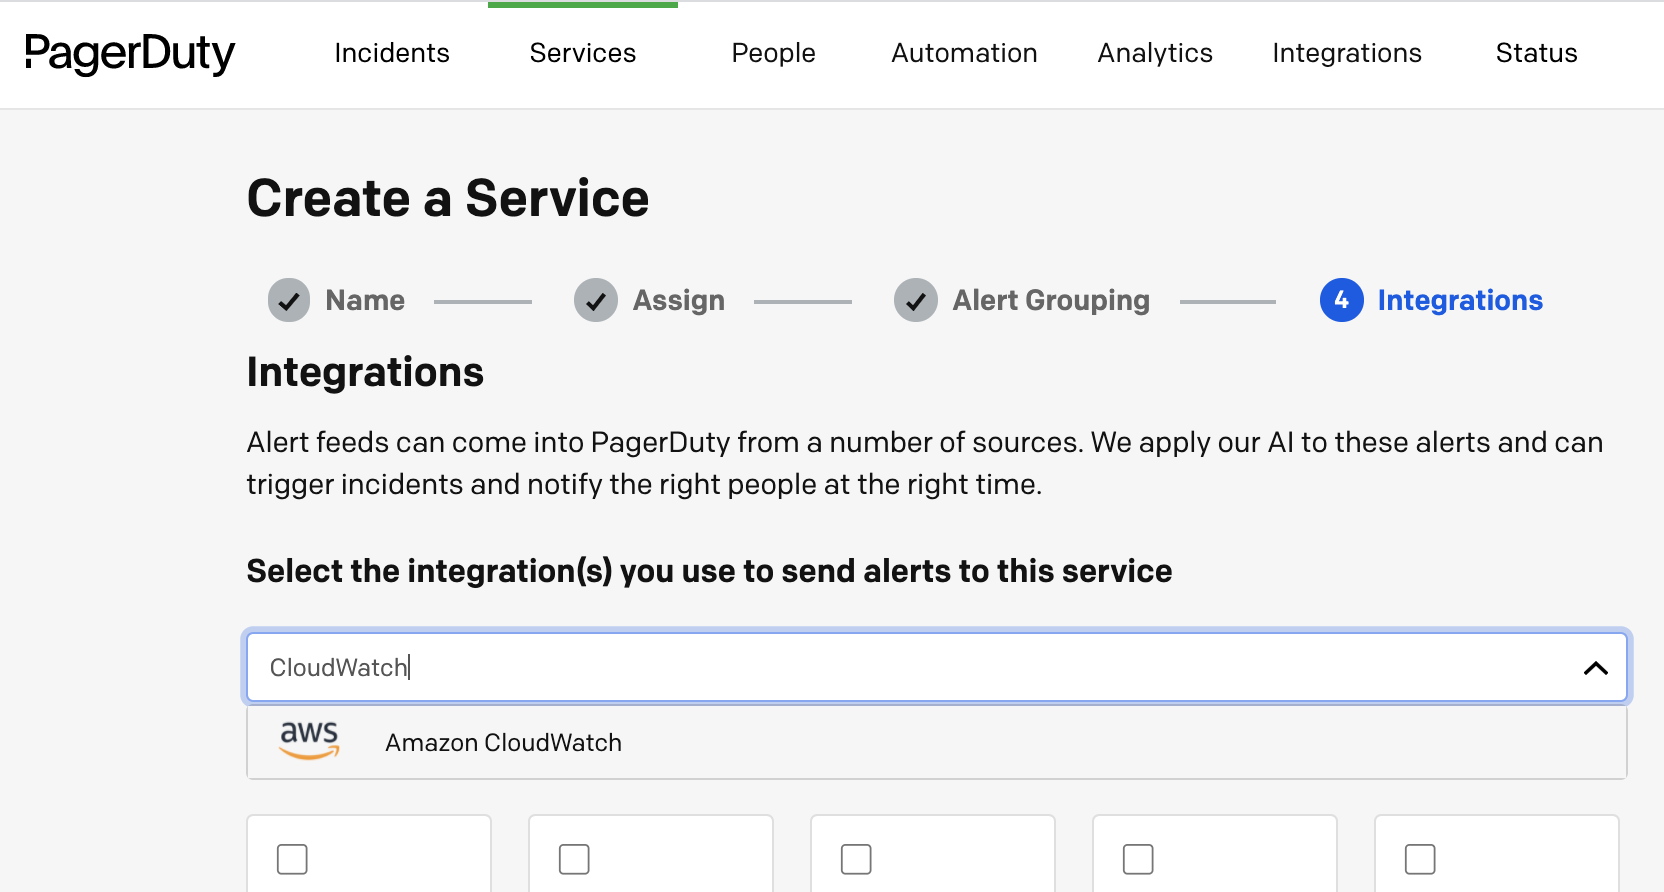 PagerDuty Incidents Services People Automation Analytics Integrations Status
Create a Service
Name Assign Alert Grouping 4 Integrations
Integrations
Alert feeds can come into PagerDuty from a number of sources. We apply our AI to these alerts and can
trigger incidents and notify the right people at the right time.
Select the integration(s) you use to send alerts to this service
CloudWatch
aws Amazon CloudWatch